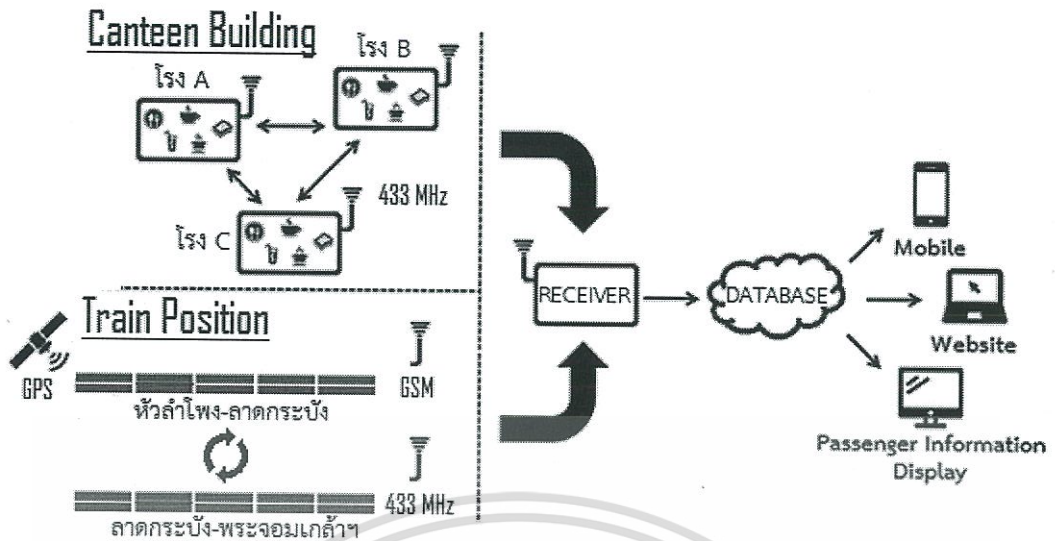 Canteen Building
โรง A
โรง B
433 MHz
โรง C
Train Position
GPS
GSM
หัวลำโพง-ลาดกระบัง
433 MHz
ลาดกระบัง-พระจอมเกล้าฯ
RECEIVER
DATABASE
Mobile
Website
Passenger Information
Display